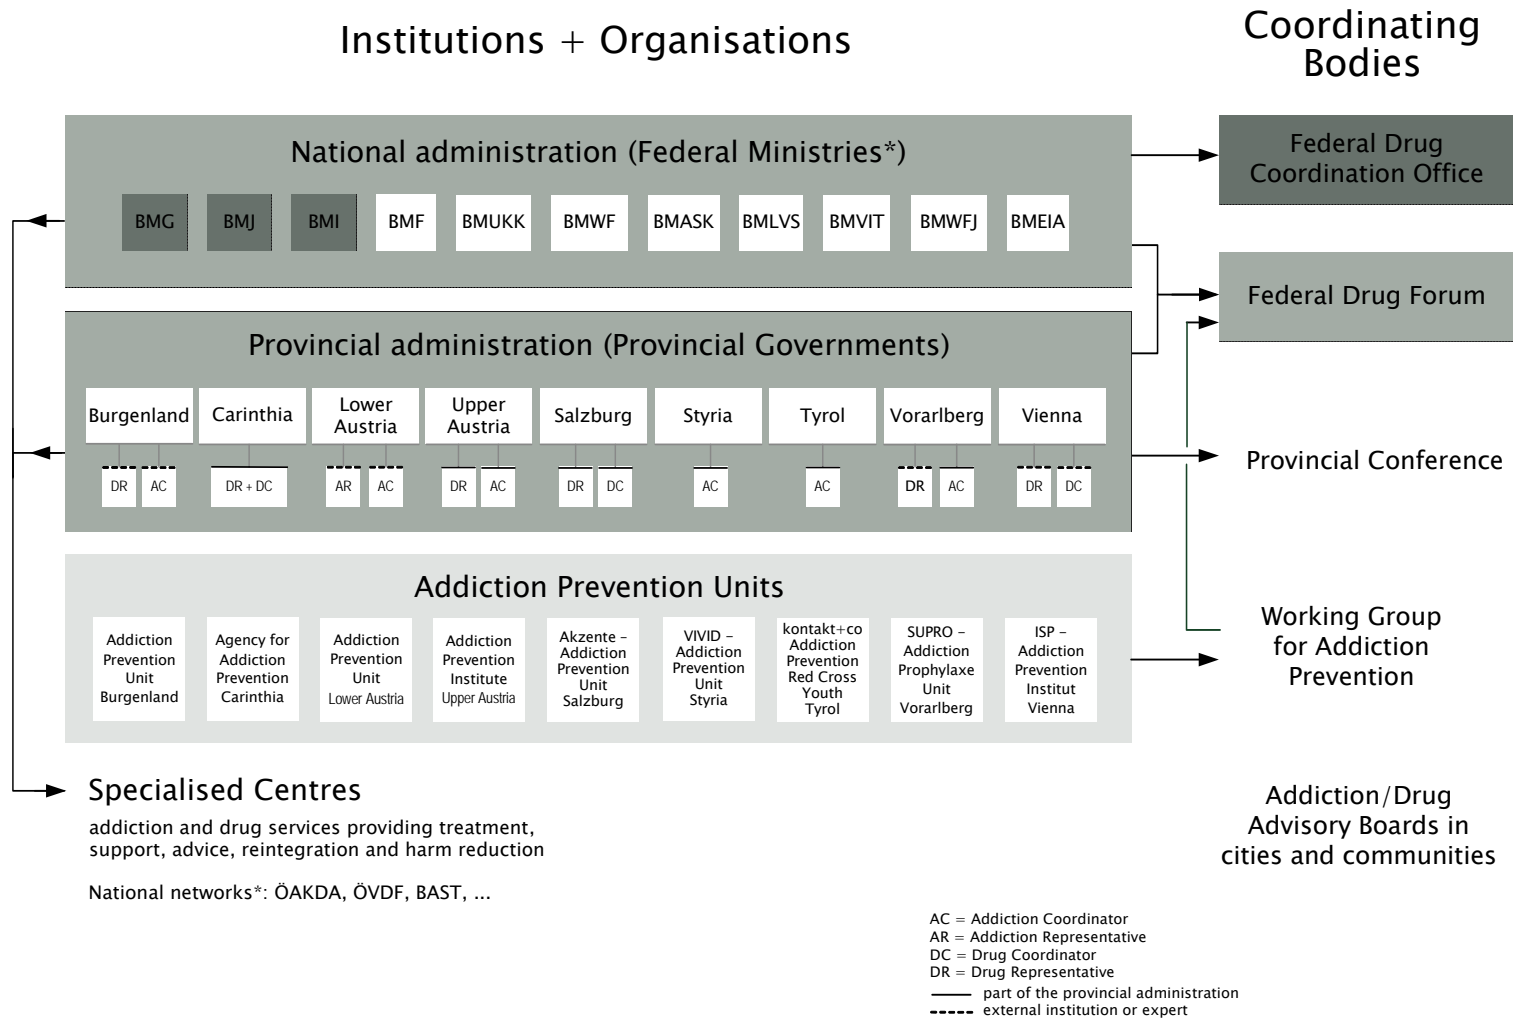 Institutions + Organisations
Coordinating
Bodies
National administration (Federal Ministries*)
BMG
BMJ
BMI
BMF
BMUKK
BMWF
BMASK
BMLVS
BMVIT
BMWFJ
BMEIA
Federal Drug
Coordination Office
Federal Drug Forum
Provincial administration (Provincial Governments)
Burgenland
Carinthia
Lower
Austria
Upper
Austria
Salzburg
Styria
Tyrol
Vorarlberg
Vienna
DR
AC
DR + DC
AR
AC
DR
AC
DR
DC
AC
AC
DR
AC
DR
DC
Provincial Conference
Addiction Prevention Units
Addiction
Prevention
Unit
Burgenland
Agency for
Addiction
Prevention
Carinthia
Addiction
Prevention
Unit
Lower Austria
Addiction
Prevention
Institute
Upper Austria
Akzente –
Addiction
Prevention
Unit
Salzburg
VIVID –
Addiction
Prevention
Unit
Styria
kontakt+co
Addiction
Prevention
Red Cross
Youth
Tyrol
SUPRO –
Addiction
Prophylaxe
Unit
Vorarlberg
ISP –
Addiction
Prevention
Institut
Vienna
Working Group
for Addiction
Prevention
Specialised Centres
addiction and drug services providing treatment,
support, advice, reintegration and harm reduction
National networks*: ÖAKDA, ÖVDF, BAST, ...
Addiction/Drug
Advisory Boards in
cities and communities
AC = Addiction Coordinator
AR = Addiction Representative
DC = Drug Coordinator
DR = Drug Representative
part of the provincial administration
external institution or expert